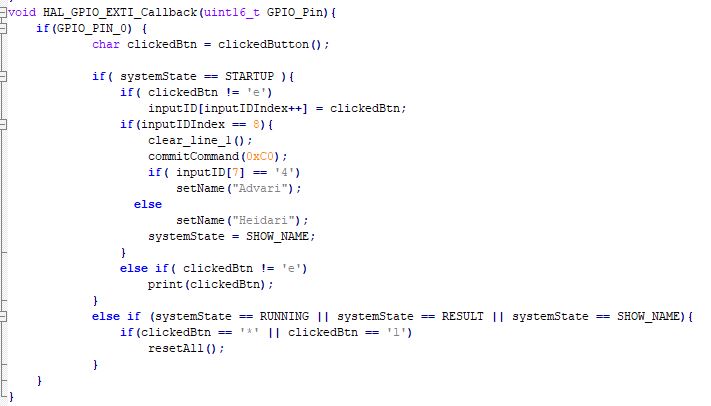 void HAL_GPIO_EXTI_Callback(uint16_t GPIO_Pin){
    if(GPIO_PIN_0) {
            char clickedBtn = clickedButton();

            if( systemState == STARTUP ){
                if( clickedBtn != 'e')
                    inputID[inputIDIndex++] = clickedBtn;
                if(inputIDIndex == 8){
                    clear_line_1();
                    commitCommand(0xC0);
                    if( inputID[7] == '4')
                        setName("Advari");
                  else
                        setName("Heidari");
                    systemState = SHOW_NAME;
                }
                else if( clickedBtn != 'e')
                    print(clickedBtn);
            }
            else if (systemState == RUNNING || systemState == RESULT || systemState == SHOW_NAME){
                if(clickedBtn == '*' || clickedBtn == 'l')
                    resetAll();
            }
    }
}